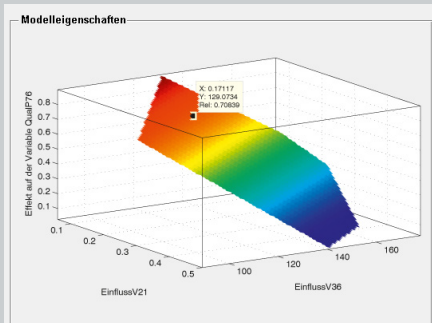 Modelleigenschaften
X: 0.17117
Y: 129.0734
Rel: 0.70839
Effekt auf der Variable QualP76
0.8
0.7
0.6
0.5
0.4
0.3
0.2
0.1
0.1
0.2
0.3
0.4
0.5
100
120
140
160
EinflussV21
EinflussV36